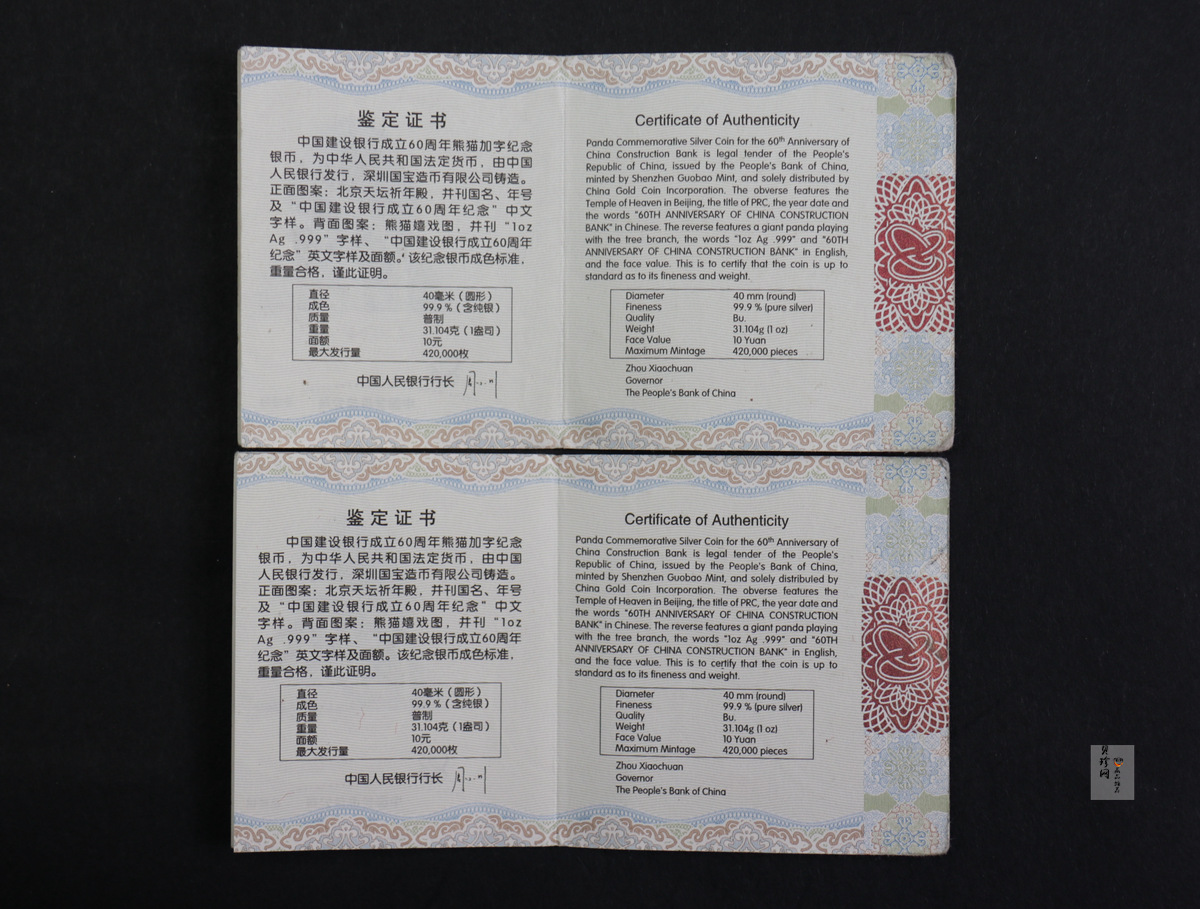 鉴定证书
中国建设银行成立60周年熊猫加字纪念
银币，为中华人民共和国法定货币，由中国
人民银行发行，深圳国宝造币有限公司铸造。
正面图案：北京天坛祈年殿，并刊国名、年号
及“中国建设银行成立60周年纪念”中文
字样。背面图案：熊猫嬉戏图，并刊“1oz
Ag .999”字样、“中国建设银行成立60周年
纪念”英文字样及面额。该纪念银币成色标准，
重量合格，谨此证明。
直径 40毫米（圆形）
成色 99.9％（含纯银）
质量 普制
重量 31.104克（1盎司）
面额 10元
最大发行量 420,000枚
中国人民银行行长
Certificate of Authenticity
Panda Commemorative Silver Coin for the 60th Anniversary of
China Construction Bank is legal tender of the People's
Republic of China, issued by the People's Bank of China,
minted by Shenzhen Guobao Mint, and solely distributed by
China Gold Coin Incorporation. The obverse features the
Temple of Heaven in Beijing, the title of PRC, the year date and
the words "60TH ANNIVERSARY OF CHINA CONSTRUCTION
BANK" in Chinese. The reverse features a giant panda playing
with the tree branch, the words "1oz Ag .999" and "60TH
ANNIVERSARY OF CHINA CONSTRUCTION BANK" in English,
and the face value. This is to certify that the coin is up to
standard as to its fineness and weight.
Diameter 40 mm (round)
Fineness 99.9 % (pure silver)
Quality Bu.
Weight 31.104g (1 oz)
Face Value 10 Yuan
Maximum Mintage 420,000 pieces
Zhou Xiaochuan
Governor
The People's Bank of China
鉴定证书
中国建设银行成立60周年熊猫加字纪念
银币，为中华人民共和国法定货币，由中国
人民银行发行，深圳国宝造币有限公司铸造。
正面图案：北京天坛祈年殿，并刊国名、年号
及“中国建设银行成立60周年纪念”中文
字样。背面图案：熊猫嬉戏图，并刊“1oz
Ag .999”字样、“中国建设银行成立60周年
纪念”英文字样及面额。该纪念银币成色标准，
重量合格，谨此证明。
直径 40毫米（圆形）
成色 99.9％（含纯银）
质量 普制
重量 31.104克（1盎司）
面额 10元
最大发行量 420,000枚
中国人民银行行长
Certificate of Authenticity
Panda Commemorative Silver Coin for the 60th Anniversary of
China Construction Bank is legal tender of the People's
Republic of China, issued by the People's Bank of China,
minted by Shenzhen Guobao Mint, and solely distributed by
China Gold Coin Incorporation. The obverse features the
Temple of Heaven in Beijing, the title of PRC, the year date and
the words "60TH ANNIVERSARY OF CHINA CONSTRUCTION
BANK" in Chinese. The reverse features a giant panda playing
with the tree branch, the words "1oz Ag .999" and "60TH
ANNIVERSARY OF CHINA CONSTRUCTION BANK" in English,
and the face value. This is to certify that the coin is up to
standard as to its fineness and weight.
Diameter 40 mm (round)
Fineness 99.9 % (pure silver)
Quality Bu.
Weight 31.104g (1 oz)
Face Value 10 Yuan
Maximum Mintage 420,000 pieces
Zhou Xiaochuan
Governor
The People's Bank of China